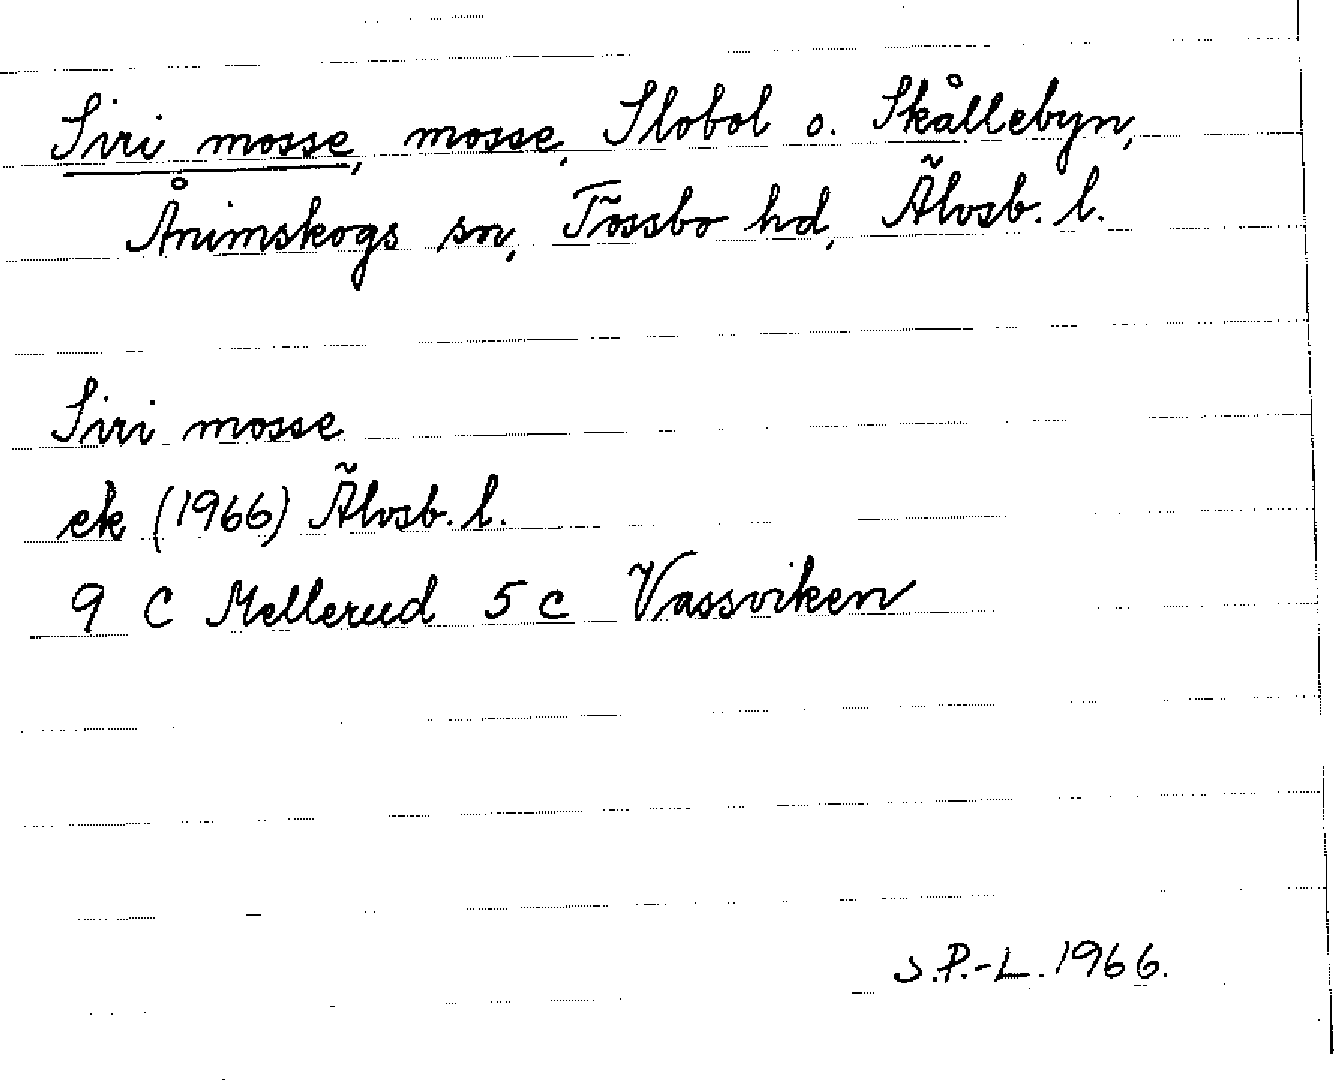 Siri mosse, mosse, Slobol o. Skållebyn,
Ånimskogs sn, Tössbo hd, Älvsb. l.
Siri mosse
ek (1966) Älvsb. l.
9 C Mellerud 5 c Vassviken
S.P.-L. 1966.